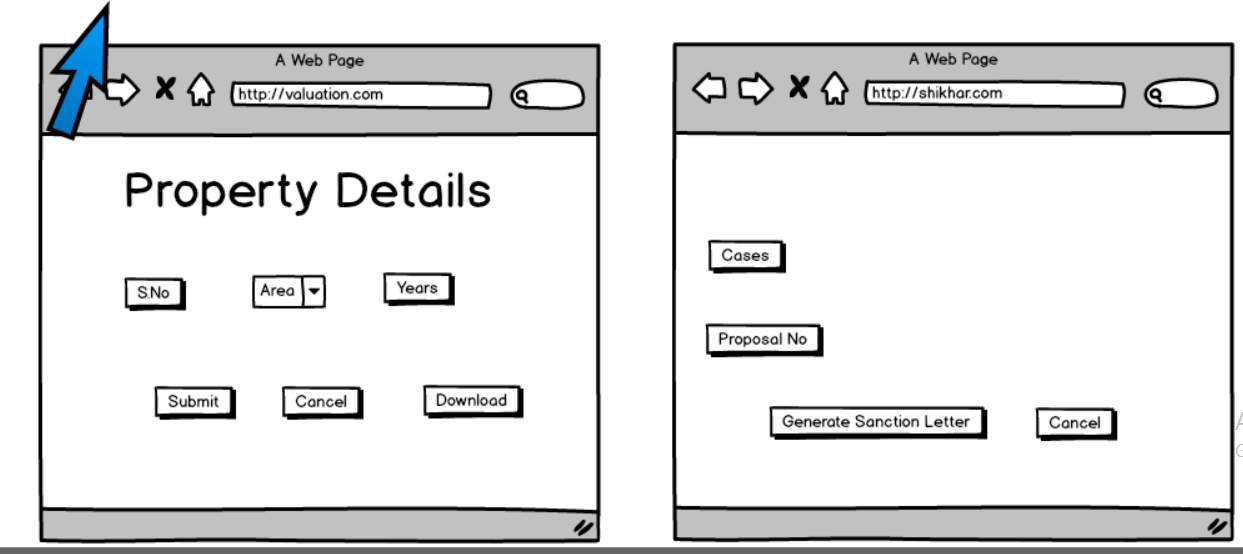 A Web Page
http://valuation.com
Property Details
S.No
Area
Years
Submit
Cancel
Download
A Web Page
http://shikhar.com
Cases
Proposal No
Generate Sanction Letter
Cancel